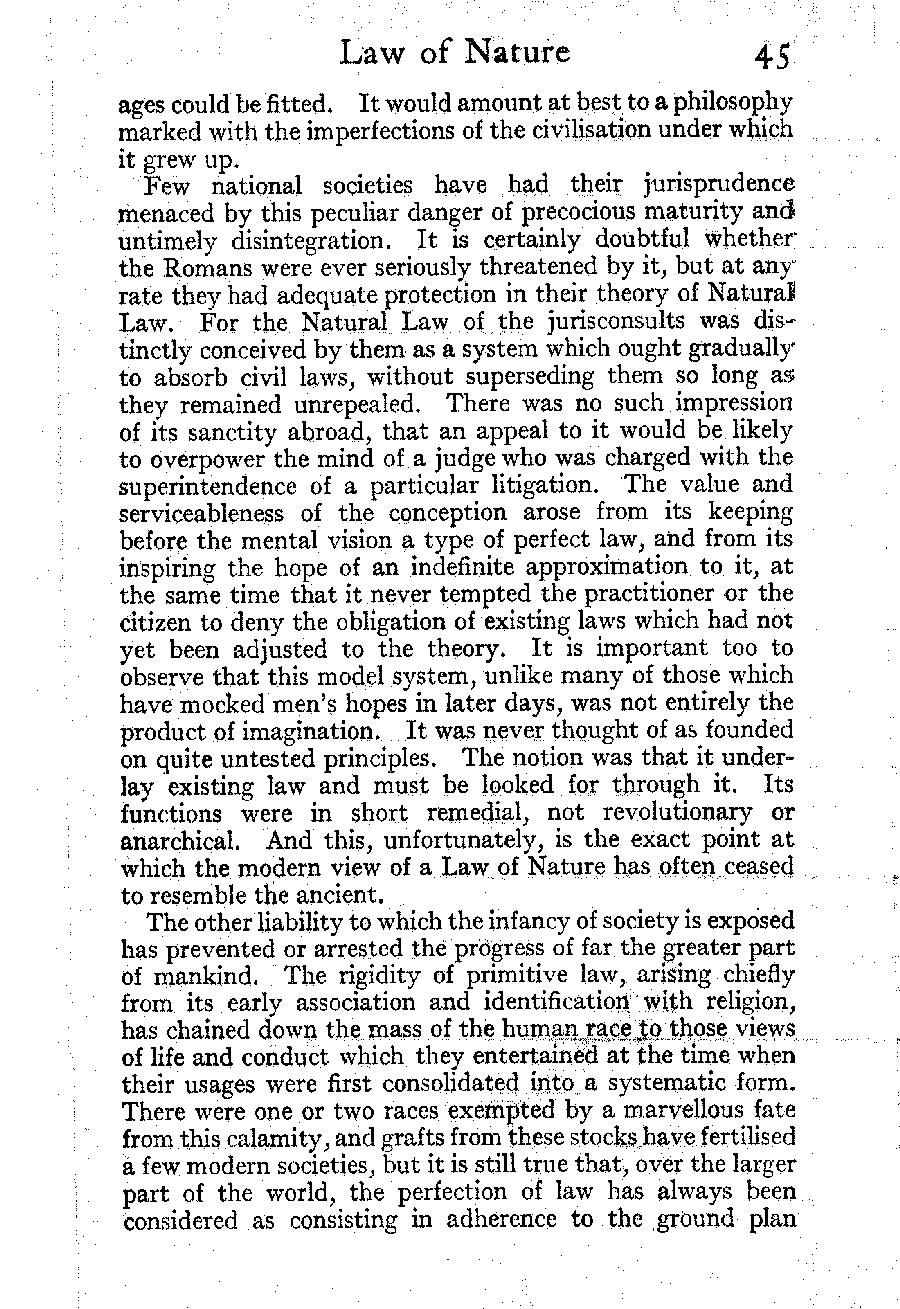 Law of Nature 45
ages could be fitted. It would amount at best to a philosophy
marked with the imperfections of the civilisation under which
it grew up.
Few national societies have had their jurisprudence
menaced by this peculiar danger of precocious maturity and
untimely disintegration. It is certainly doubtful whether
the Romans were ever seriously threatened by it, but at any
rate they had adequate protection in their theory of Natural
Law. For the Natural Law of the jurisconsults was dis-
tinctly conceived by them as a system which ought gradually
to absorb civil laws, without superseding them so long as
they remained unrepealed. There was no such impression
of its sanctity abroad, that an appeal to it would be likely
to overpower the mind of a judge who was charged with the
superintendence of a particular litigation. The value and
serviceableness of the conception arose from its keeping
before the mental vision a type of perfect law, and from its
inspiring the hope of an indefinite approximation to it, at
the same time that it never tempted the practitioner or the
citizen to deny the obligation of existing laws which had not
yet been adjusted to the theory. It is important too to
observe that this model system, unlike many of those which
have mocked men's hopes in later days, was not entirely the
product of imagination. It was never thought of as founded
on quite untested principles. The notion was that it under-
lay existing law and must be looked for through it. Its
functions were in short remedial, not revolutionary or
anarchical. And this, unfortunately, is the exact point at
which the modern view of a Law of Nature has often ceased
to resemble the ancient.
The other liability to which the infancy of society is exposed
has prevented or arrested the progress of far the greater part
of mankind. The rigidity of primitive law, arising chiefly
from its early association and identification with religion,
has chained down the mass of the human race to those views
of life and conduct which they entertained at the time when
their usages were first consolidated into a systematic form.
There were one or two races exempted by a marvellous fate
from this calamity, and grafts from these stocks have fertilised
a few modern societies, but it is still true that, over the larger
part of the world, the perfection of law has always been
considered as consisting in adherence to the ground plan